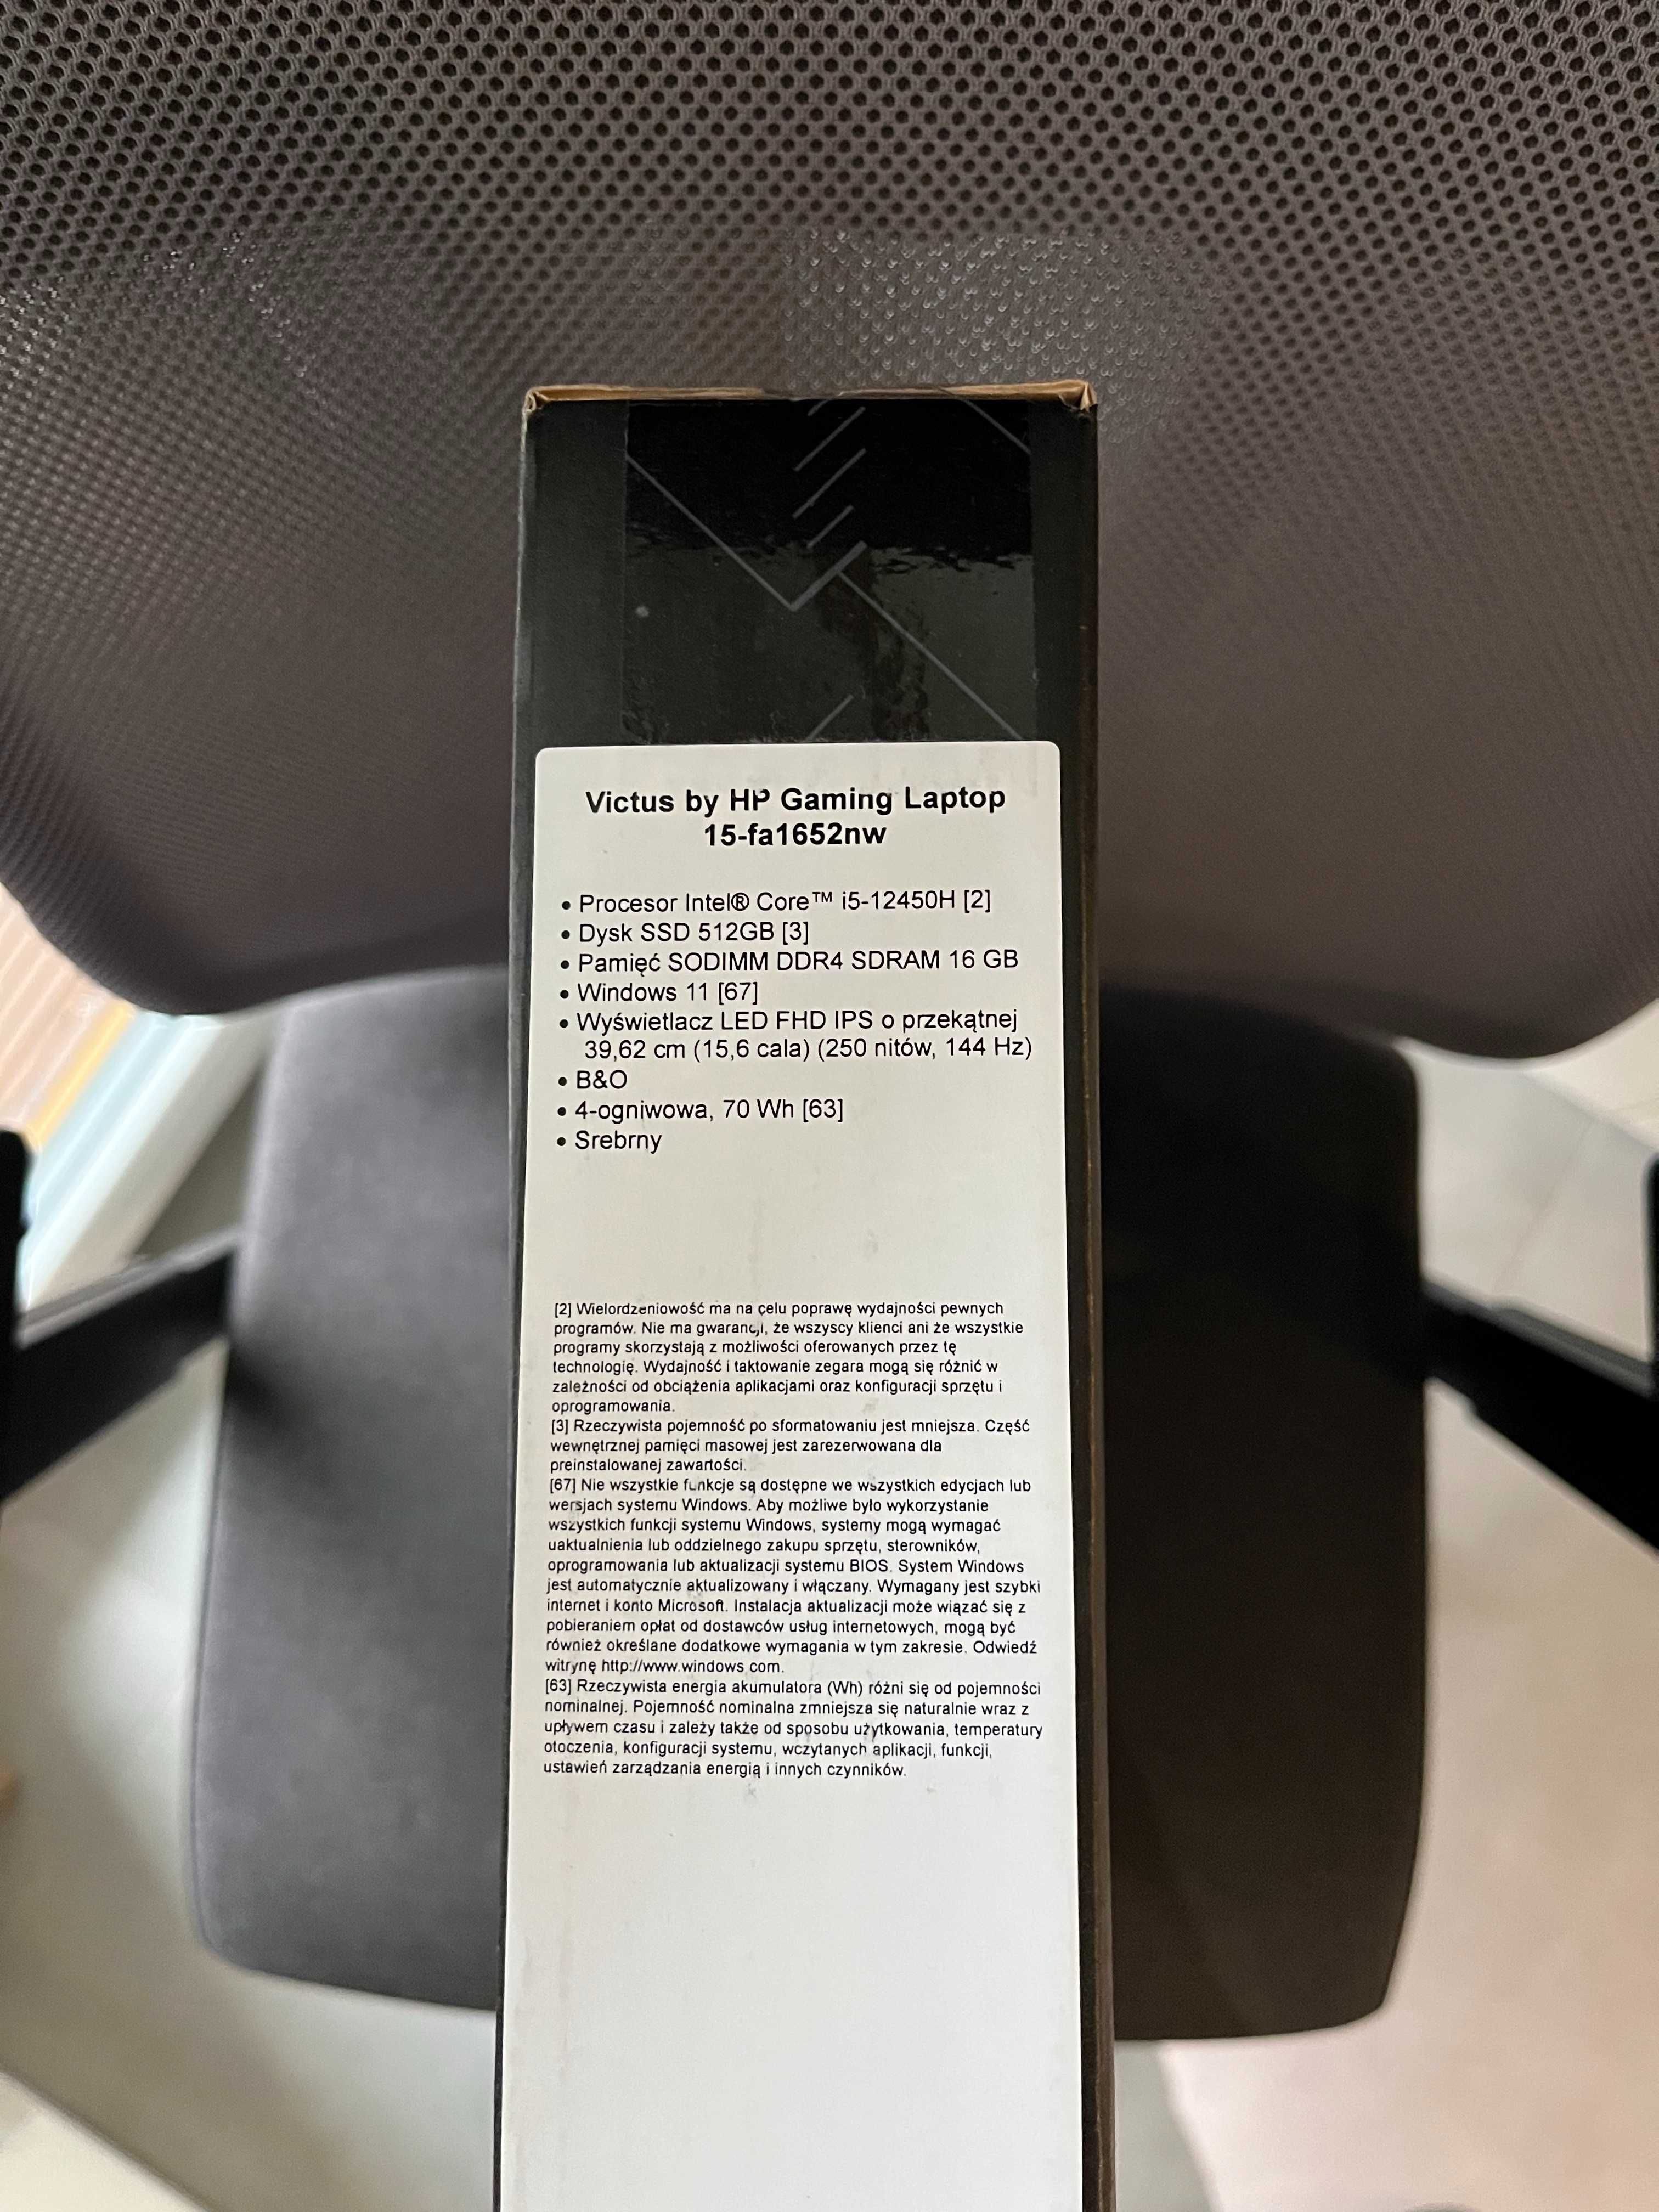 Victus by HP Gaming Laptop
15-fa1652nw
• Procesor Intel® Core™ i5-12450H [2]
• Dysk SSD 512GB [3]
• Pamięć SODIMM DDR4 SDRAM 16 GB
• Windows 11 [67]
• Wyświetlacz LED FHD IPS o przekątnej
39,62 cm (15,6 cala) (250 nitów, 144 Hz)
• B&O
• 4-ogniwowa, 70 Wh [63]
• Srebrny
[2] Wielordzeniowość ma na celu poprawę wydajności pewnych
programów. Nie ma gwarancji, że wszyscy klienci ani że wszystkie
programy skorzystają z możliwości oferowanych przez tę
technologię. Wydajność i taktowanie zegara mogą się różnić w
zależności od obciążenia aplikacjami oraz konfiguracji sprzętu i
oprogramowania.
[3] Rzeczywista pojemność po sformatowaniu jest mniejsza. Część
wewnętrznej pamięci masowej jest zarezerwowana dla
preinstalowanej zawartości.
[67] Nie wszystkie funkcje są dostępne we wszystkich edycjach lub
wersjach systemu Windows. Aby możliwe było wykorzystanie
wszystkich funkcji systemu Windows, systemy mogą wymagać
uaktualnienia lub oddzielnego zakupu sprzętu, sterowników,
oprogramowania lub aktualizacji systemu BIOS. System Windows
jest automatycznie aktualizowany i włączany. Wymagany jest szybki
internet i konto Microsoft. Instalacja aktualizacji może wiązać się z
pobieraniem opłat od dostawców usług internetowych, mogą być
również określane dodatkowe wymagania w tym zakresie. Odwiedź
witrynę http://www.windows.com.
[63] Rzeczywista energia akumulatora (Wh) różni się od pojemności
nominalnej. Pojemność nominalna zmniejsza się naturalnie wraz z
upływem czasu i zależy także od sposobu użytkowania, temperatury
otoczenia, konfiguracji systemu, wczytanych aplikacji, funkcji,
ustawień zarządzania energią i innych czynników.